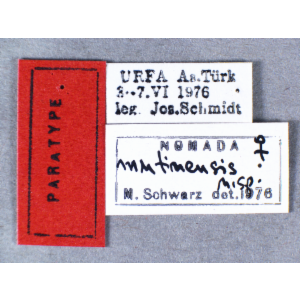 PARATYPE
URFA As.Türk
3.-7.VI 1976
leg. Jos.Schmidt
NOMADA ♀
mutinensis
n.sp.
M. Schwarz det.1976